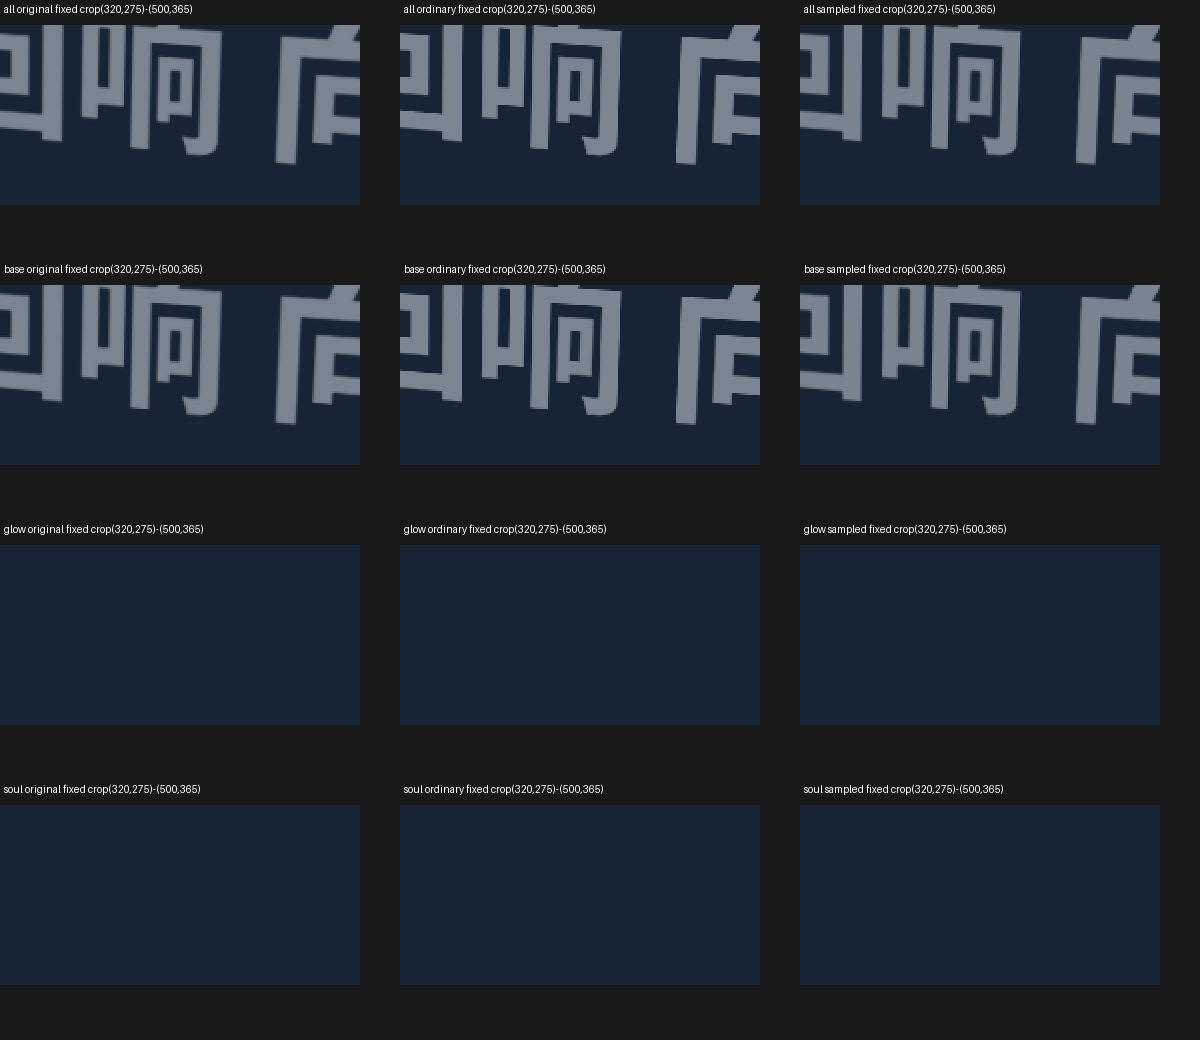 all original fixed crop(320,275)-(500,365) all ordinary fixed crop(320,275)-(500,365) all sampled fixed crop(320,275)-(500,365)
响 响 响
base original fixed crop(320,275)-(500,365) base ordinary fixed crop(320,275)-(500,365) base sampled fixed crop(320,275)-(500,365)
响 响 响
glow original fixed crop(320,275)-(500,365) glow ordinary fixed crop(320,275)-(500,365) glow sampled fixed crop(320,275)-(500,365)
soul original fixed crop(320,275)-(500,365) soul ordinary fixed crop(320,275)-(500,365) soul sampled fixed crop(320,275)-(500,365)